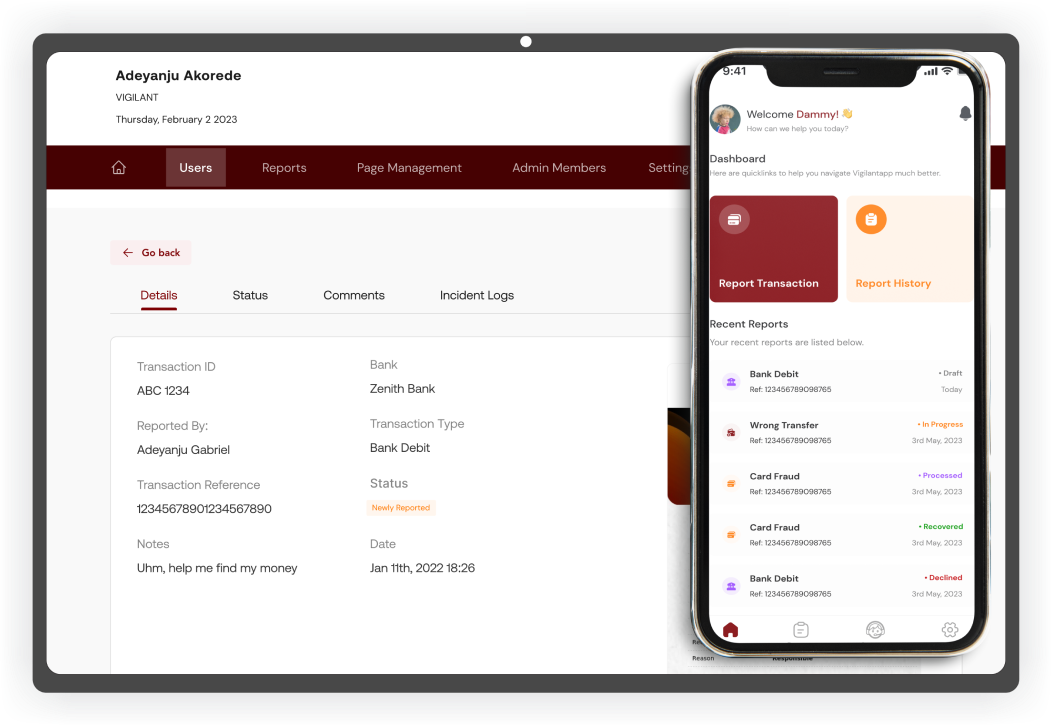 Adeyanju Akorede
VIGILANT
Thursday, February 2 2023
Users
Reports
Page Management
Admin Members
Setting
Go back
Details
Status
Comments
Incident Logs
Transaction ID
ABC 1234
Bank
Zenith Bank
Reported By:
Adeyanju Gabriel
Transaction Type
Bank Debit
Transaction Reference
12345678901234567890
Status
Newly Reported
Notes
Uhm, help me find my money
Date
Jan 11th, 2022 18:26
Reason
Responsible
9:41
Welcome Dammy! 👋
How can we help you today?
Dashboard
Here are quicklinks to help you navigate Vigilantapp much better.
Report Transaction
Report History
Recent Reports
Your recent reports are listed below.
Bank Debit
• Draft
Ref: 123456789098765
Today
Wrong Transfer
• In Progress
Ref: 123456789098765
3rd May, 2023
Card Fraud
• Processed
Ref: 123456789098765
3rd May, 2023
Card Fraud
• Recovered
Ref: 123456789098765
3rd May, 2023
Bank Debit
• Declined
Ref: 123456789098765
3rd May, 2023